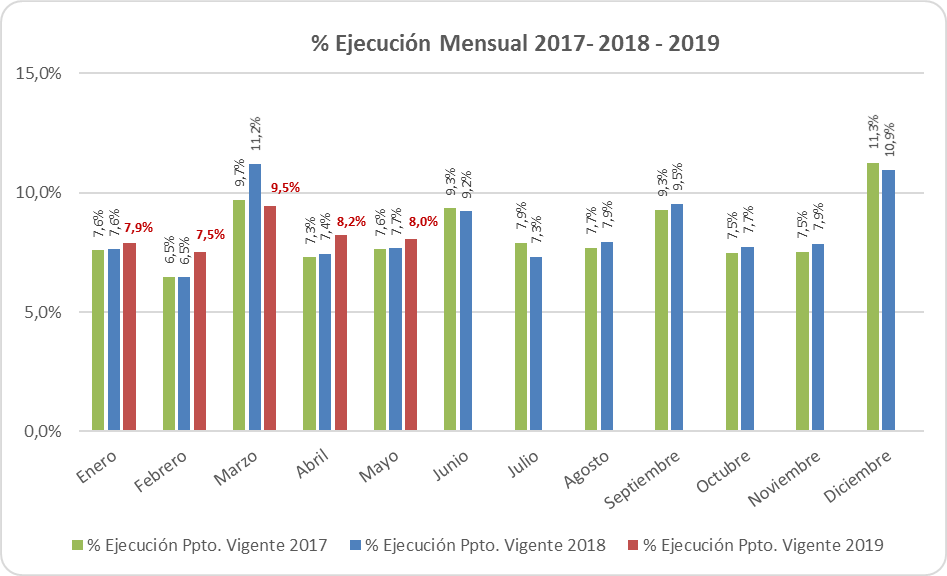 % Ejecución Mensual 2017- 2018 - 2019
15,0%
10,0%
5,0%
0,0%
7,6% 7,6% 7,9%
6,5% 6,5% 7,5%
9,7% 11,2% 9,5%
7,3% 7,4% 8,2%
7,6% 7,7% 8,0%
9,3% 9,2%
7,9% 7,3%
7,7% 7,9%
9,3% 9,5%
7,5% 7,7%
7,5% 7,9%
11,3% 10,9%
Enero Febrero Marzo Abril Mayo Junio Julio Agosto Septiembre Octubre Noviembre Diciembre
% Ejecución Ppto. Vigente 2017 % Ejecución Ppto. Vigente 2018 % Ejecución Ppto. Vigente 2019